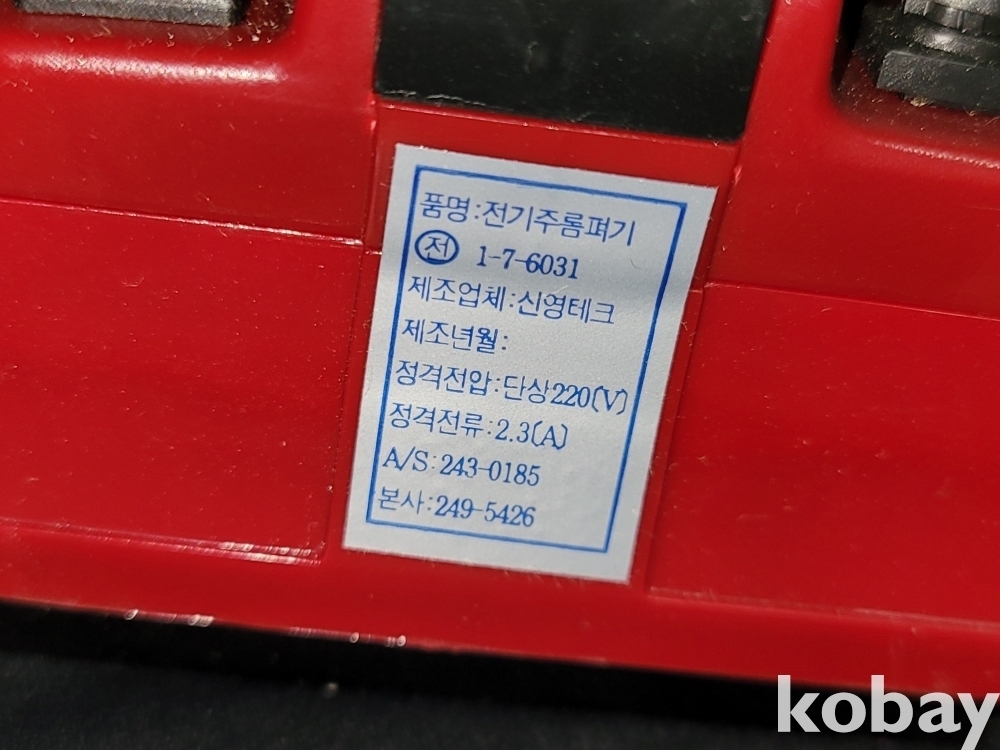 품명:전기주롬펴기
전 1-7-6031
제조업체:신영테크
제조년월:
정격전압:단상220(V)
정격전류:2.3(A)
A/S:243-0185
본사:249-5426
kobay